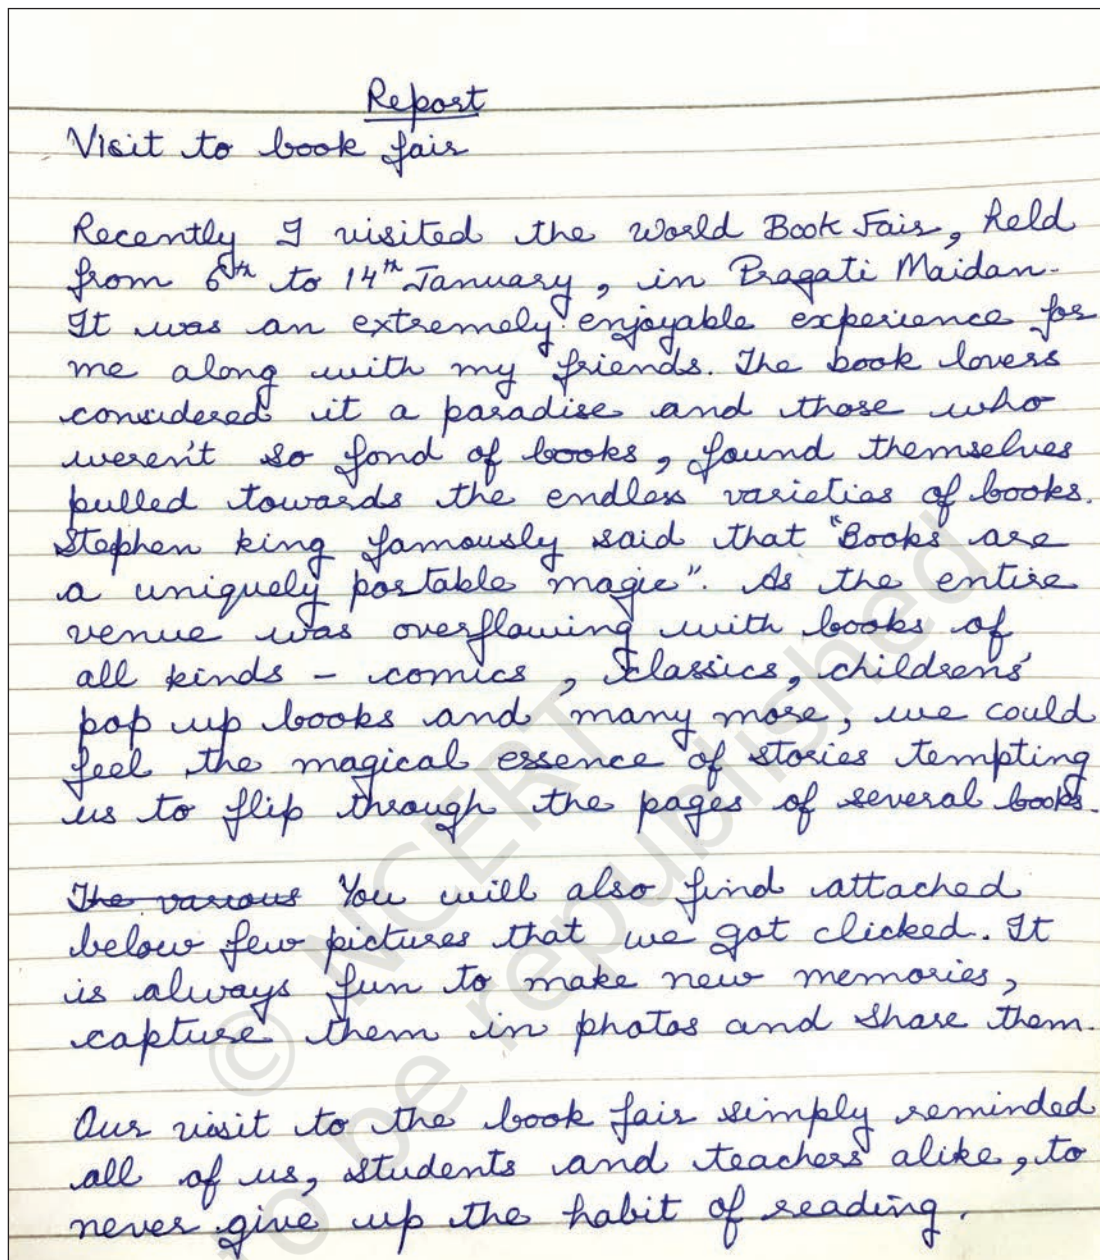 Report
Visit to book fair
Recently I visited the World Book Fair, held
from 6th to 14th January, in Pragati Maidan.
It was an extremely enjoyable experience for
me along with my friends. The book lovers
considered it a paradise and those who
weren't so fond of books, found themselves
pulled towards the endless varieties of books.
Stephen king famously said that "Books are
a uniquely portable magic". As the entire
venue was overflowing with books of
all kinds – comics, classics, childrens'
pop up books and many more, we could
feel the magical essence of stories tempting
us to flip through the pages of several books.
The various You will also find attached
below few pictures that we got clicked. It
is always fun to make new memories,
capture them in photos and share them.
Our visit to the book fair simply reminded
all of us, students and teachers alike, to
never give up the habit of reading.
© NCERT
to be republished